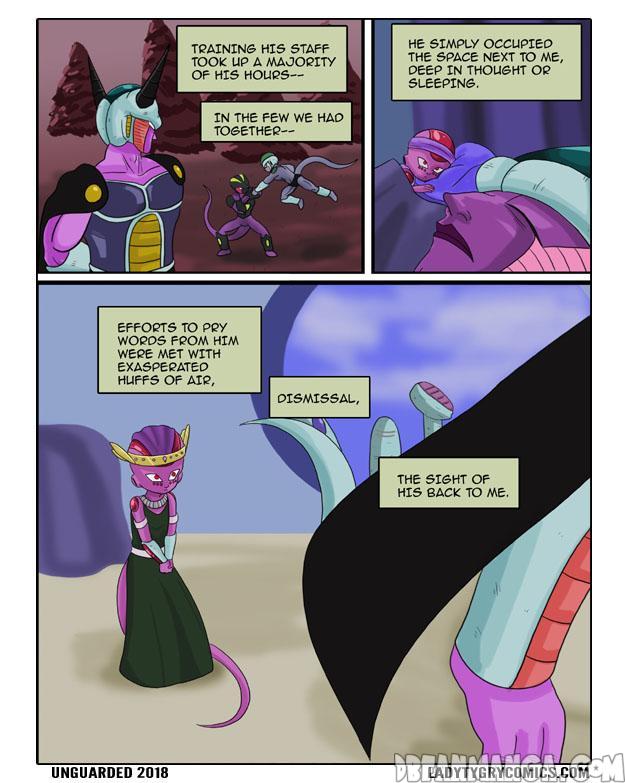 TRAINING HIS STAFF
TOOK UP A MAJORITY
OF HIS HOURS--
IN THE FEW WE HAD
TOGETHER--
HE SIMPLY OCCUPIED
THE SPACE NEXT TO ME,
DEEP IN THOUGHT OR
SLEEPING.
EFFORTS TO PRY
WORDS FROM HIM
WERE MET WITH
EXASPERATED
HUFFS OF AIR,
DISMISSAL,
THE SIGHT OF
HIS BACK TO ME.
UNGUARDED 2018
LADYTYGRYCOMICS.COM
DBFANMANGA.COM